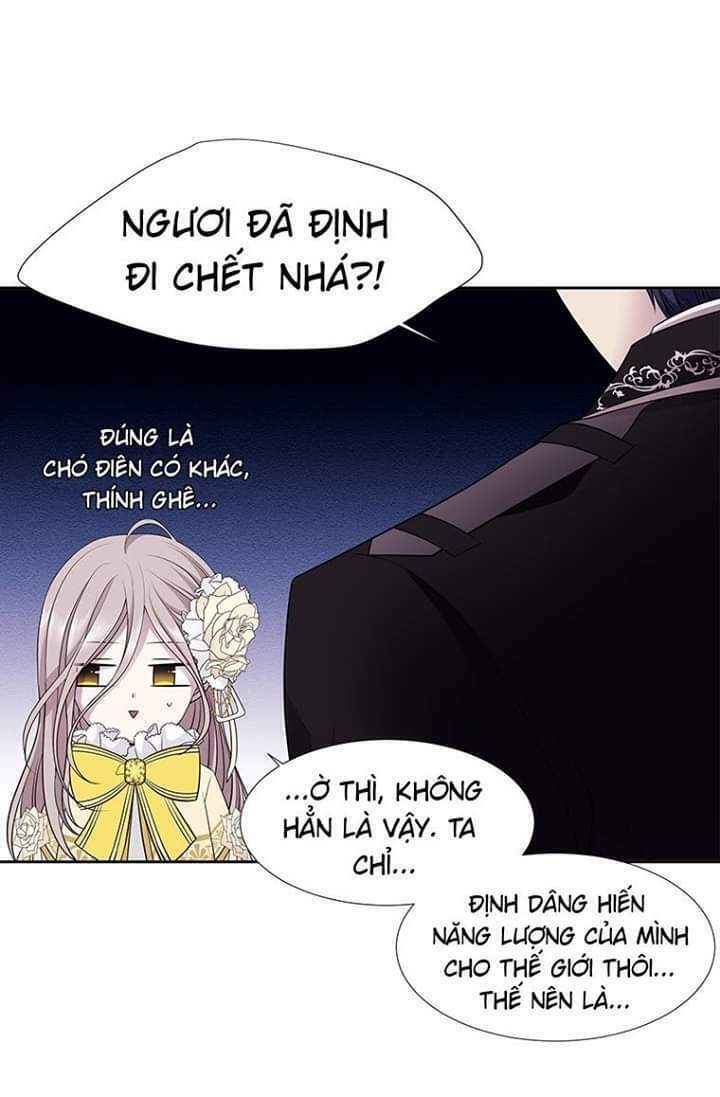 NGƯƠI ĐÃ ĐỊNH
ĐI CHẾT NHÁ?!
ĐÚNG LÀ
CHÓ ĐIÊN CÓ KHÁC,
THÍNH GHÊ...
...Ờ THÌ, KHÔNG
HẲN LÀ VẬY. TA
CHỈ...
ĐỊNH DÂNG HIẾN
NĂNG LƯỢNG CỦA MÌNH
CHO THẾ GIỚI THÔI...
THẾ NÊN LÀ...